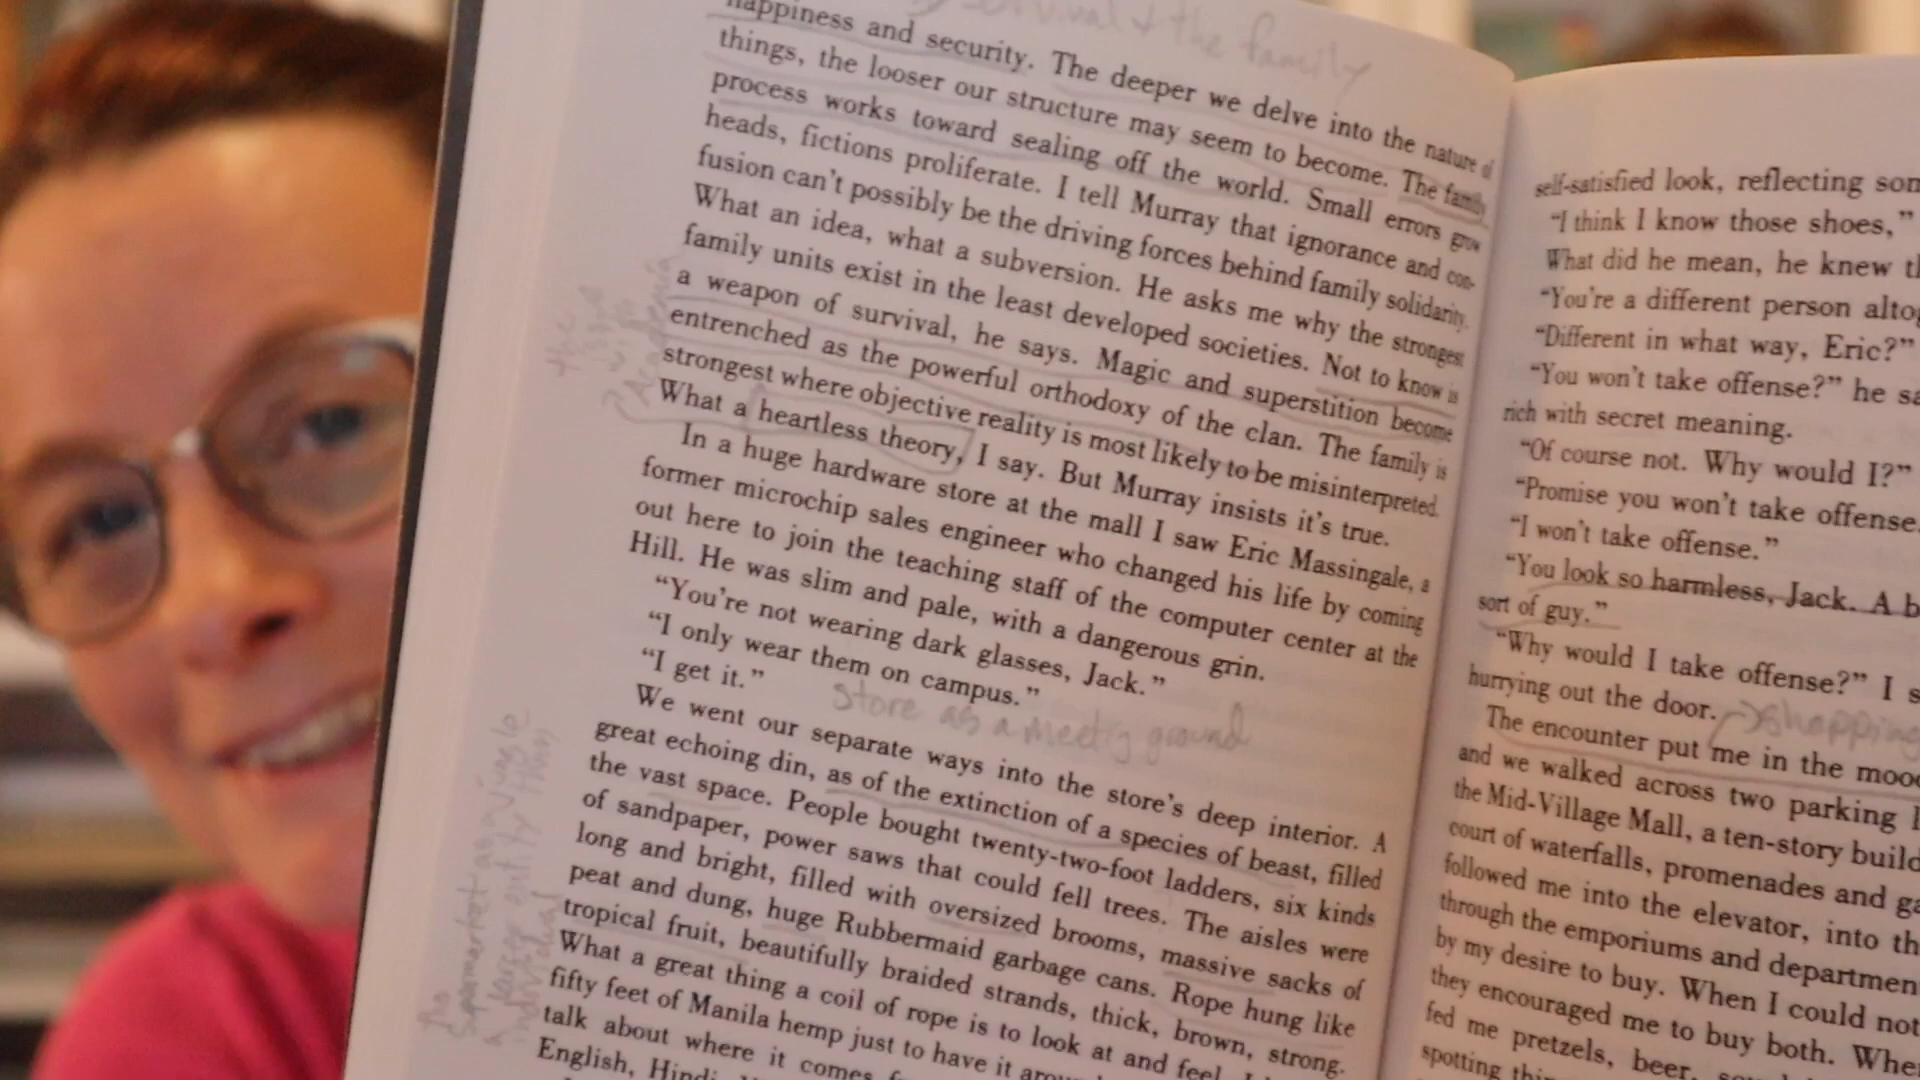 survival & the family
happiness and security. The deeper we delve into the nature of
things, the looser our structure may seem to become. The family
process works toward sealing off the world. Small errors grow
heads, fictions proliferate. I tell Murray that ignorance and con-
fusion can't possibly be the driving forces behind family solidarity.
What an idea, what a subversion. He asks me why the strongest
family units exist in the least developed societies. Not to know is
a weapon of survival, he says. Magic and superstition become
entrenched as the powerful orthodoxy of the clan. The family is
strongest where objective reality is most likely to be misinterpreted.
What a heartless theory, I say. But Murray insists it's true.
In a huge hardware store at the mall I saw Eric Massingale, a
former microchip sales engineer who changed his life by coming
out here to join the teaching staff of the computer center at the
Hill. He was slim and pale, with a dangerous grin.
“You're not wearing dark glasses, Jack.”
“I only wear them on campus.”
“I get it.”
store as a meeting ground
We went our separate ways into the store's deep interior. A
great echoing din, as of the extinction of a species of beast, filled
the vast space. People bought twenty-two-foot ladders, six kinds
of sandpaper, power saws that could fell trees. The aisles were
long and bright, filled with oversized brooms, massive sacks of
peat and dung, huge Rubbermaid garbage cans. Rope hung like
tropical fruit, beautifully braided strands, thick, brown, strong.
What a great thing a coil of rope is to look at and feel. I
fifty feet of Manila hemp just to have it
talk about where it comes
English, Hindi,
the
issue
with
Academia
supermarket as a jungle
a larger entity than
individual
self-satisfied look, reflecting
“I think I know those shoes,”
What did he mean, he knew
“You're a different person
“Different in what way, Eric?”
“You won't take offense?” he
rich with secret meaning.
“Of course not. Why would I?”
“Promise you won't take offense.
“I won't take offense.”
“You look so harmless, Jack. A
sort of guy.”
“Why would I take offense?” I
hurrying out the door.
shopping
The encounter put me in the
and we walked across two parking
the Mid-Village Mall, a ten-story
court of waterfalls, promenades and
followed me into the elevator, into
through the emporiums and
by my desire to buy. When I could not
they encouraged me to buy both.
fed me pretzels, beer,
spotting